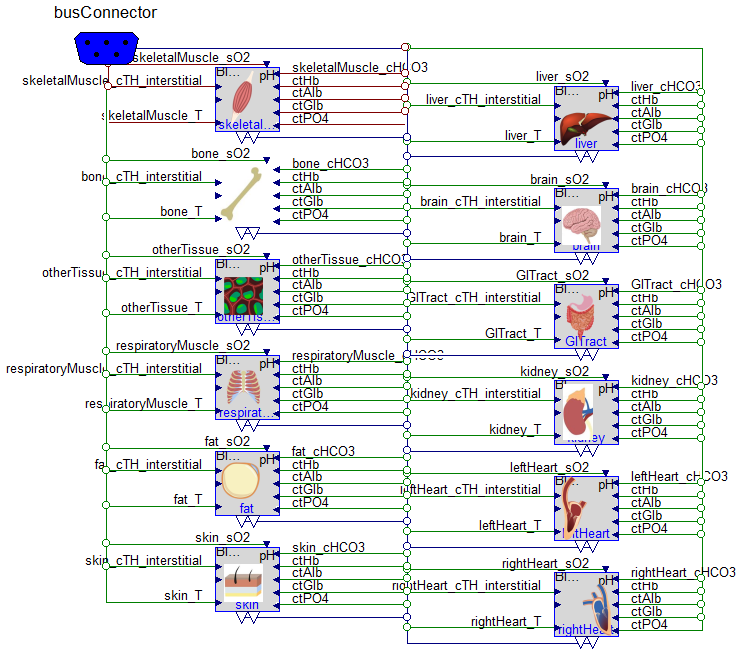 busConnector
skeletalMuscle_sO2
skeletalMuscle_cTH_interstitial
skeletalMuscle_T
Bl...
pH
skeletal...
skeletalMuscle_cHCO3
ctHb
ctAlb
ctGlb
ctPO4
bone_sO2
bone_cTH_interstitial
bone_T
bone_cHCO3
ctHb
ctAlb
ctGlb
ctPO4
otherTissue_sO2
otherTissue_cTH_interstitial
otherTissue_T
Bl...
pH
otherTis...
otherTissue_cHCO3
ctHb
ctAlb
ctGlb
ctPO4
respiratoryMuscle_sO2
respiratoryMuscle_cTH_interstitial
respiratoryMuscle_T
Bl...
pH
respirat...
respiratoryMuscle_cHCO3
ctHb
ctAlb
ctGlb
ctPO4
fat_sO2
fat_cTH_interstitial
fat_T
Bl...
pH
fat
fat_cHCO3
ctHb
ctAlb
ctGlb
ctPO4
skin_sO2
skin_cTH_interstitial
skin_T
Bl...
pH
skin
skin_cHCO3
ctHb
ctAlb
ctGlb
ctPO4
liver_sO2
liver_cTH_interstitial
liver_T
Bl...
pH
liver
liver_cHCO3
ctHb
ctAlb
ctGlb
ctPO4
brain_sO2
brain_cTH_interstitial
brain_T
Bl...
pH
brain
brain_cHCO3
ctHb
ctAlb
ctGlb
ctPO4
GITract_sO2
GITract_cTH_interstitial
GITract_T
Bl...
pH
GITract
GITract_cHCO3
ctHb
ctAlb
ctGlb
ctPO4
kidney_sO2
kidney_cTH_interstitial
kidney_T
Bl...
pH
kidney
kidney_cHCO3
ctHb
ctAlb
ctGlb
ctPO4
leftHeart_sO2
leftHeart_cTH_interstitial
leftHeart_T
Bl...
pH
leftHeart
leftHeart_cHCO3
ctHb
ctAlb
ctGlb
ctPO4
rightHeart_sO2
rightHeart_cTH_interstitial
rightHeart_T
Bl...
pH
rightHea...
rightHeart_cHCO3
ctHb
ctAlb
ctGlb
ctPO4